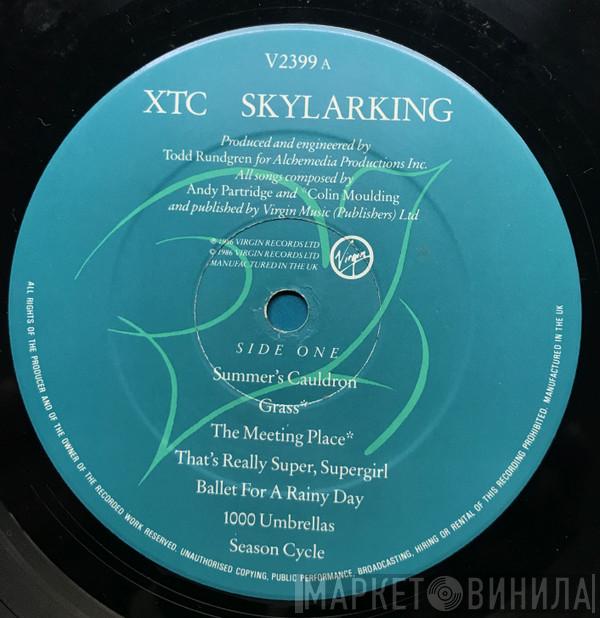 V2399 A
XTC SKYLARKING
Produced and engineered by
Todd Rundgren for Alchemedia Productions Inc.
All songs composed by
Andy Partridge and *Colin Moulding
and published by Virgin Music (Publishers) Ltd
℗ 1986 VIRGIN RECORDS LTD
© 1986 VIRGIN RECORDS LTD
MANUFACTURED IN THE UK
Virgin
SIDE ONE
Summer's Cauldron
Grass*
The Meeting Place*
That's Really Super, Supergirl
Ballet For A Rainy Day
1000 Umbrellas
Season Cycle
ALL RIGHTS OF THE PRODUCER AND OF THE OWNER OF THE RECORDED WORK RESERVED. UNAUTHORISED COPYING, PUBLIC PERFORMANCE, BROADCASTING, HIRING OR RENTAL OF THIS RECORDING PROHIBITED. MANUFACTURED IN THE UK
МАРКЕТ ВИНИЛА